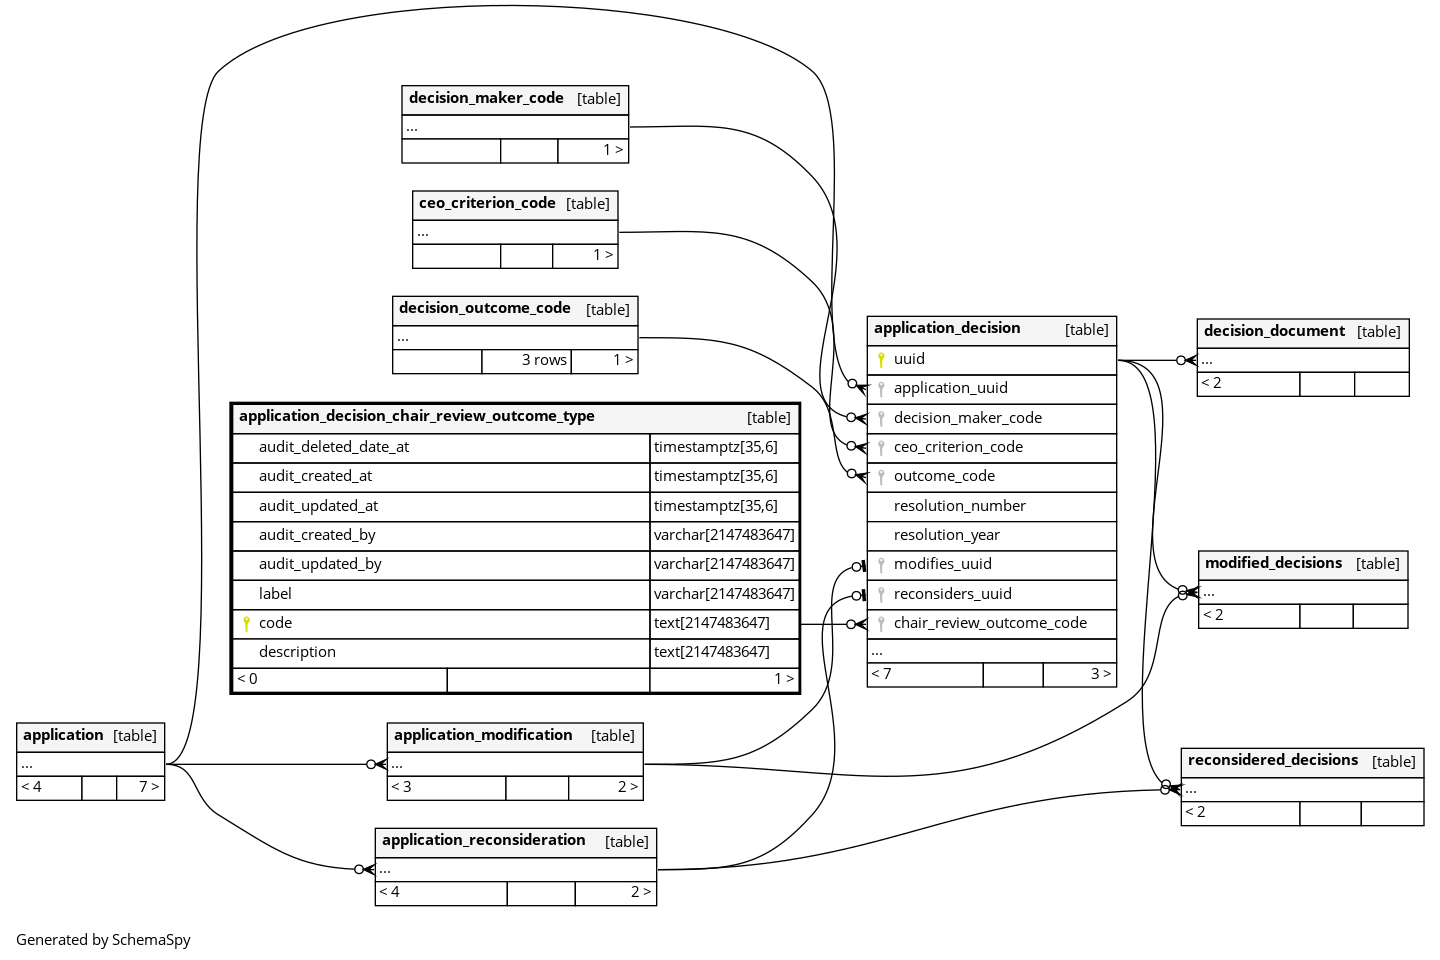 decision_maker_code [table]
...
1 >
ceo_criterion_code [table]
...
1 >
decision_outcome_code [table]
...
3 rows 1 >
application_decision_chair_review_outcome_type [table]
audit_deleted_date_at timestamptz[35,6]
audit_created_at timestamptz[35,6]
audit_updated_at timestamptz[35,6]
audit_created_by varchar[2147483647]
audit_updated_by varchar[2147483647]
label varchar[2147483647]
code text[2147483647]
description text[2147483647]
< 0 1 >
application [table]
...
< 4 7 >
application_modification [table]
...
< 3 2 >
application_reconsideration [table]
...
< 4 2 >
application_decision [table]
uuid
application_uuid
decision_maker_code
ceo_criterion_code
outcome_code
resolution_number
resolution_year
modifies_uuid
reconsiders_uuid
chair_review_outcome_code
...
< 7 3 >
decision_document [table]
...
< 2
modified_decisions [table]
...
< 2
reconsidered_decisions [table]
...
< 2
Generated by SchemaSpy